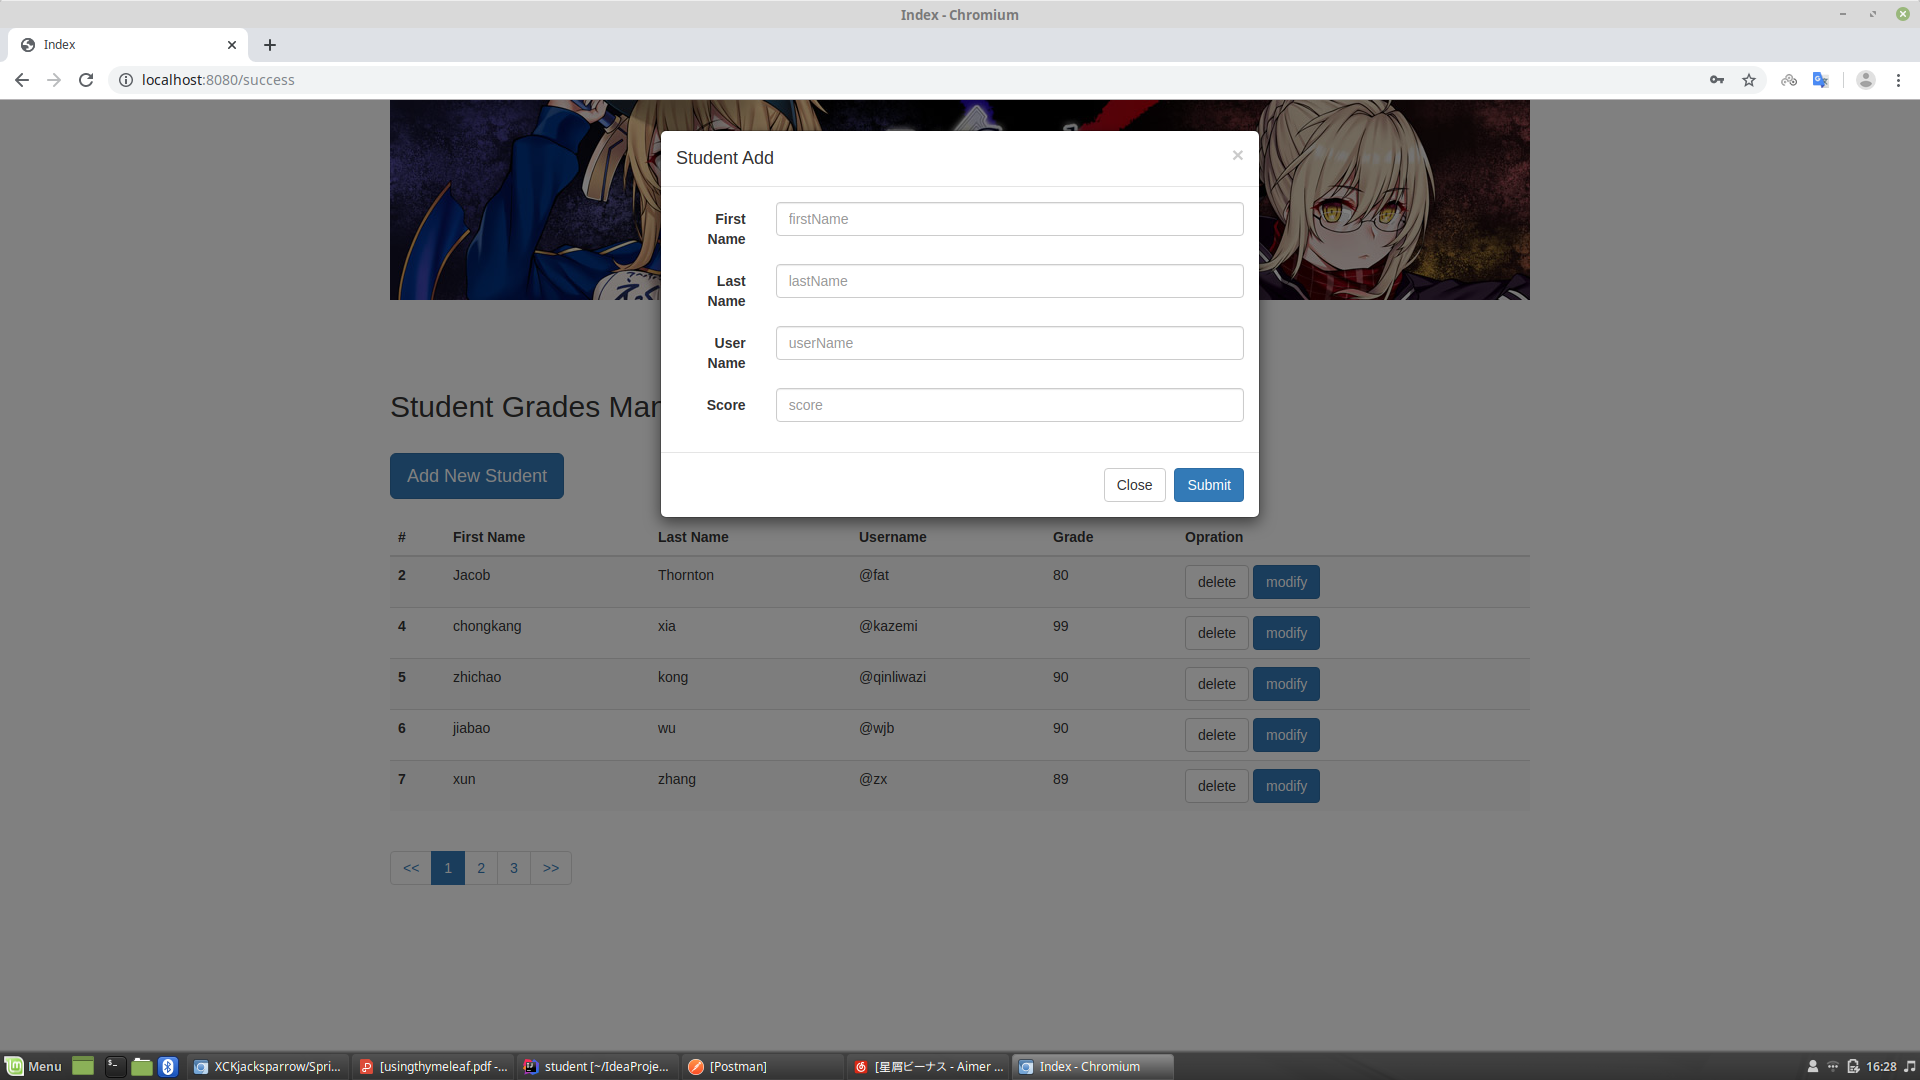 Index - Chromium
Index
localhost:8080/success
Student Add
×
First Name
firstName
Last Name
lastName
User Name
userName
Score
score
Close
Submit
Student Grades Man
Add New Student
# First Name Last Name Username Grade Opration
2 Jacob Thornton @fat 80 delete modify
4 chongkang xia @kazemi 99 delete modify
5 zhichao kong @qinliwazi 90 delete modify
6 jiabao wu @wjb 90 delete modify
7 xun zhang @zx 89 delete modify
<< 1 2 3 >>
Menu XCKjacksparrow/Spri... [usingthymeleaf.pdf -... student [~/IdeaProje... [Postman] [星屑ビーナス - Aimer ... Index - Chromium 16:28